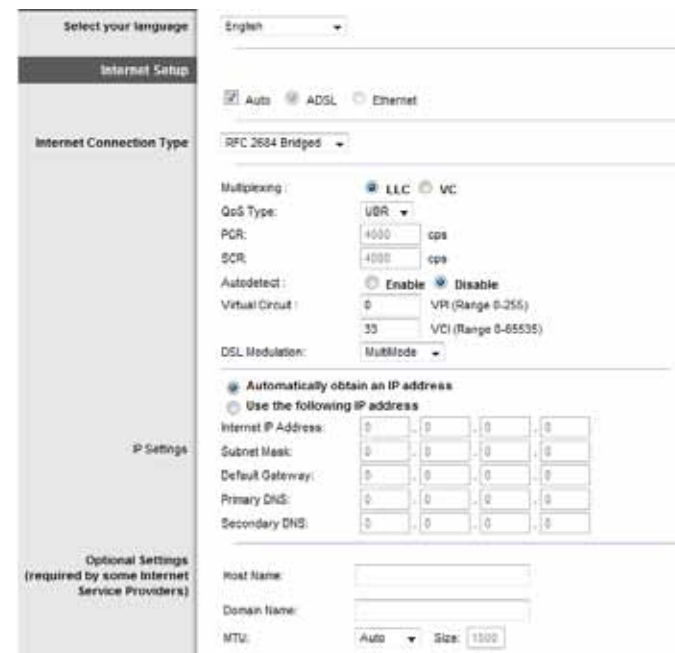 Select your language English
Internet Setup
Auto ADSL Ethernet
Internet Connection Type RFC 2684 Bridged
Multiplexing : LLC VC
QoS Type: UBR
PCR: 4000 cps
SCR: 4000 cps
Autodetect : Enable Disable
Virtual Circuit : 0 VPI (Range 0-255)
33 VCI (Range 0-65535)
DSL Modulation: MultiMode
Automatically obtain an IP address
Use the following IP address
Internet IP Address: 0 . 0 . 0 . 0
IP Settings Subnet Mask: 0 . 0 . 0 . 0
Default Gateway: 0 . 0 . 0 . 0
Primary DNS: 0 . 0 . 0 . 0
Secondary DNS: 0 . 0 . 0 . 0
Optional Settings
(required by some Internet
Service Providers)
Host Name:
Domain Name:
MTU: Auto Size: 1500